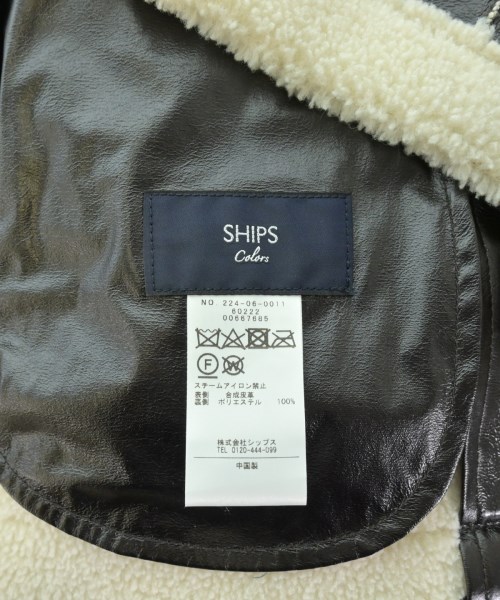 SHIPS
Colors
NO. 224-06-0011
60222
00667665
F W
スチームアイロン禁止
表側 合成皮革
裏側 ポリエステル 100%
株式会社シップス
TEL 0120-444-099
中国製